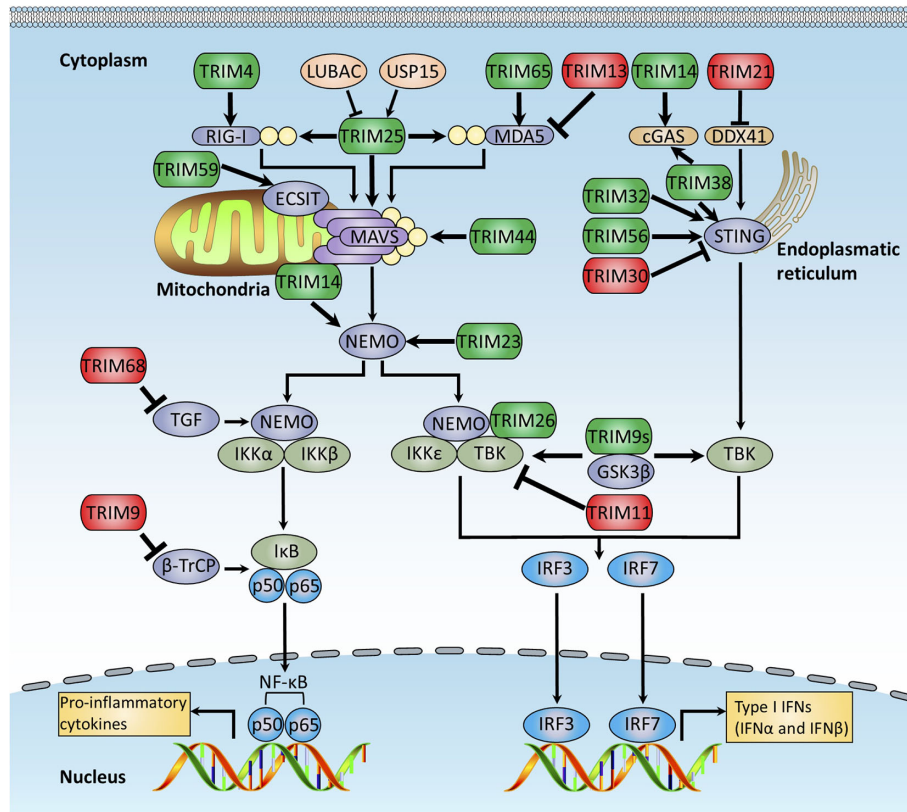 Cytoplasm
TRIM4
LUBAC
USP15
TRIM65
TRIM13
TRIM14
TRIM21
RIG-I
TRIM25
MDA5
cGAS
DDX41
TRIM59
ECSIT
TRIM38
TRIM32
MAVS
TRIM44
TRIM56
STING
Endoplasmatic
reticulum
TRIM30
Mitochondria
TRIM14
NEMO
TRIM23
TRIM68
TGF
NEMO
NEMO
TRIM26
TRIM9s
IKKα
IKKβ
IKKε
TBK
GSK3β
TBK
TRIM9
TRIM11
IκB
β-TrCP
IRF3
IRF7
p50
p65
NF-κB
Pro-inflammatory
cytokines
p50
p65
IRF3
IRF7
Type I IFNs
(IFNα and IFNβ)
Nucleus